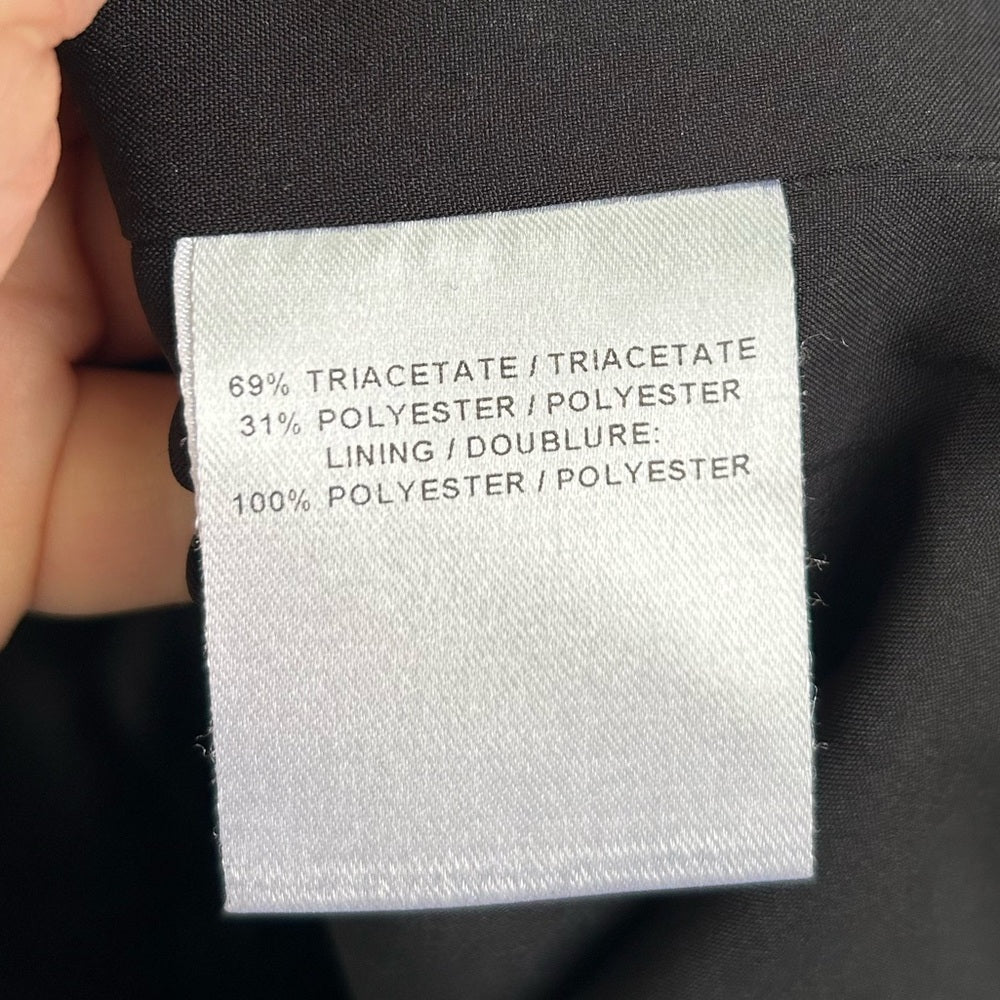 69% TRIACETATE / TRIACETATE
31% POLYESTER / POLYESTER
LINING / DOUBLURE:
100% POLYESTER / POLYESTER